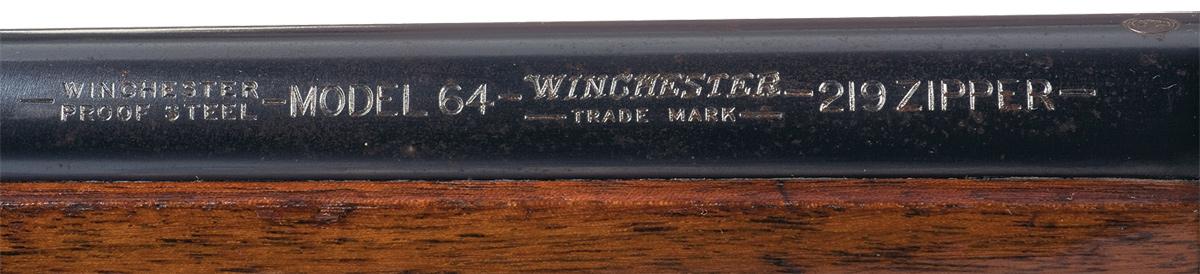 WINCHESTER
PROOF STEEL
-MODEL 64-
WINCHESTER
-TRADE MARK-
-219 ZIPPER-